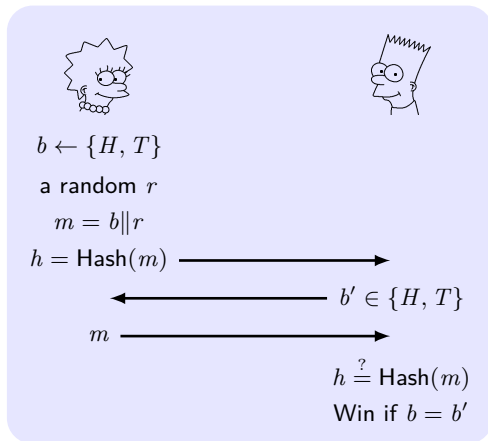 b ← {H, T}
a random r
m = b∥r
h = Hash(m)
b′ ∈ {H, T}
m
h ≟ Hash(m)
Win if b = b′